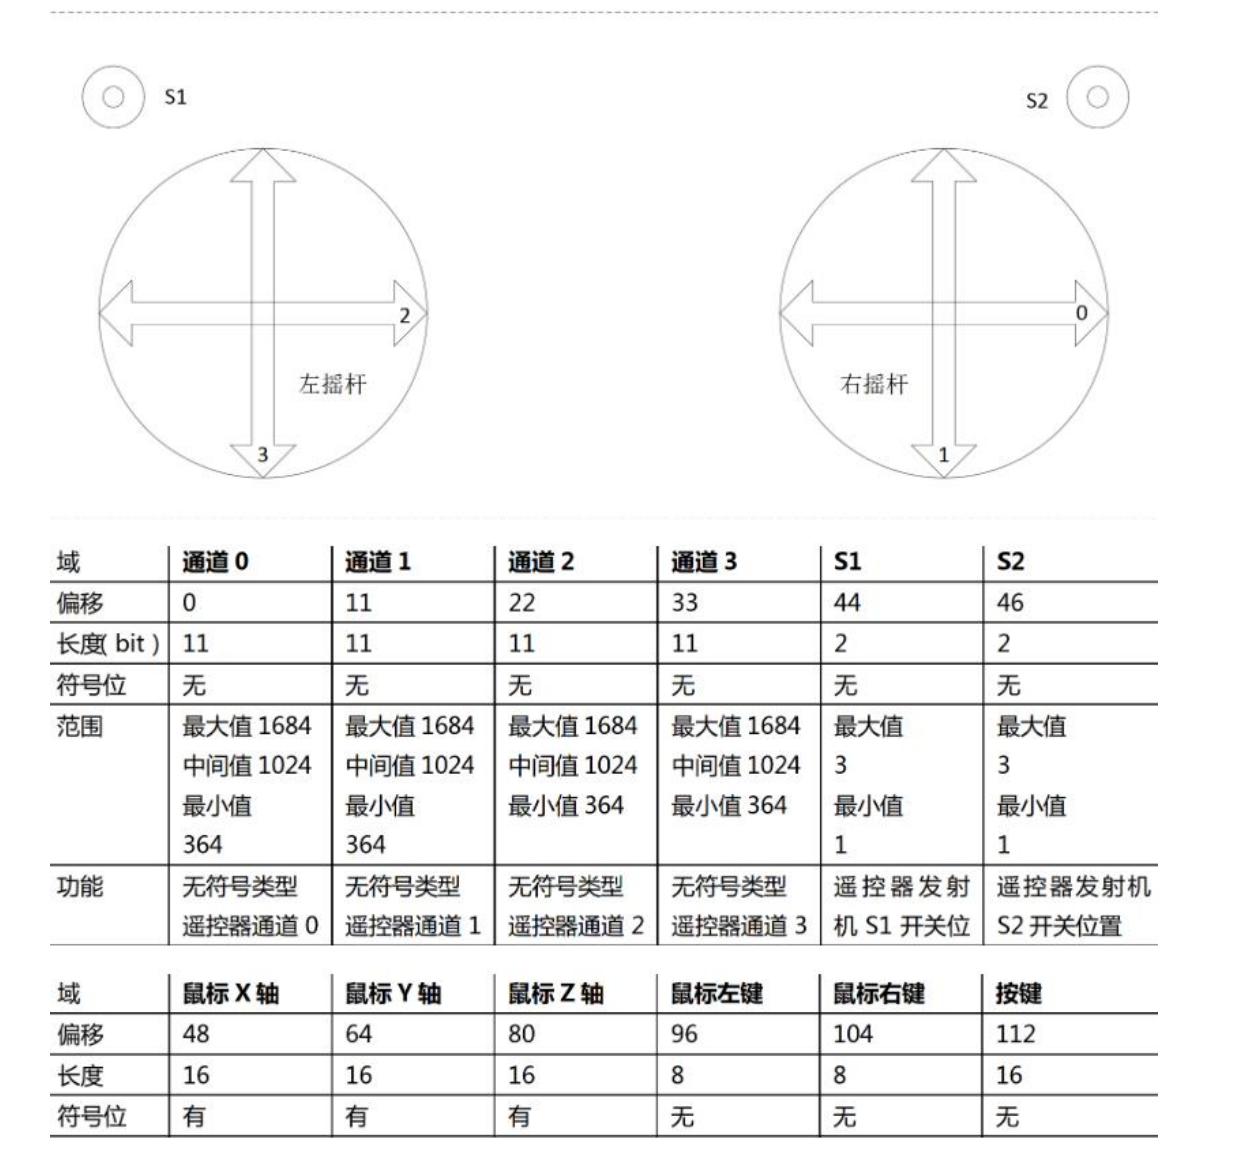 S1
S2
2
0
左摇杆
右摇杆
3
1
域 通道 0 通道 1 通道 2 通道 3 S1 S2
偏移 0 11 22 33 44 46
长度( bit ) 11 11 11 11 2 2
符号位 无 无 无 无 无 无
范围 最大值 1684 最大值 1684 最大值 1684 最大值 1684 最大值 最大值
中间值 1024 中间值 1024 中间值 1024 中间值 1024 3 3
最小值 最小值 最小值 364 最小值 364 最小值 最小值
364 364 1 1
功能 无符号类型 无符号类型 无符号类型 无符号类型 遥控器发射 遥控器发射机
遥控器通道 0 遥控器通道 1 遥控器通道 2 遥控器通道 3 机 S1 开关位 S2 开关位置
域 鼠标 X 轴 鼠标 Y 轴 鼠标 Z 轴 鼠标左键 鼠标右键 按键
偏移 48 64 80 96 104 112
长度 16 16 16 8 8 16
符号位 有 有 有 无 无 无